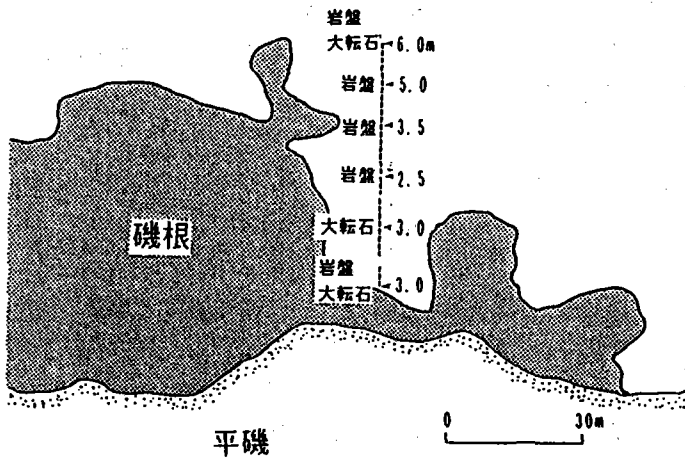 岩盤
大転石 6.0m
岩盤 5.0
岩盤 3.5
岩盤 2.5
磯根
大転石 3.0
岩盤
大転石 3.0
平磯
0 30m